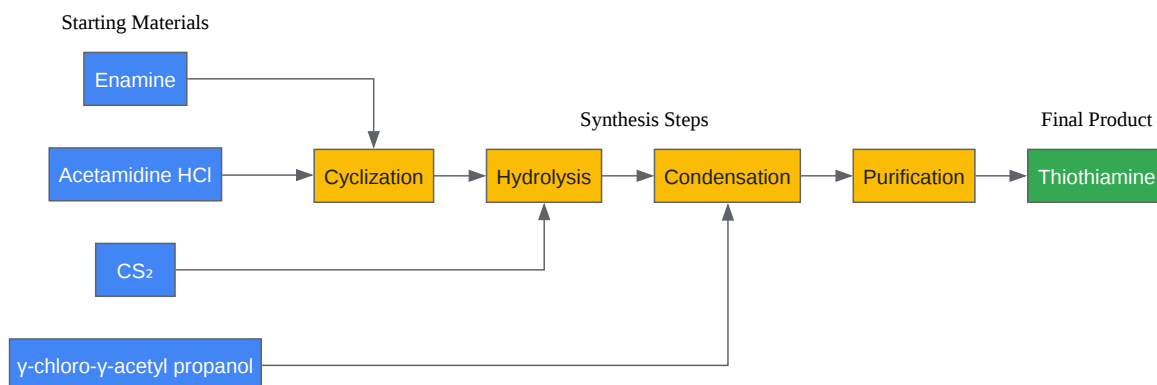 Starting Materials
Enamine
Synthesis Steps
Final Product
Acetamidine HCl
Cyclization
Hydrolysis
Condensation
Purification
Thiothiamine
CS₂
γ-chloro-γ-acetyl propanol